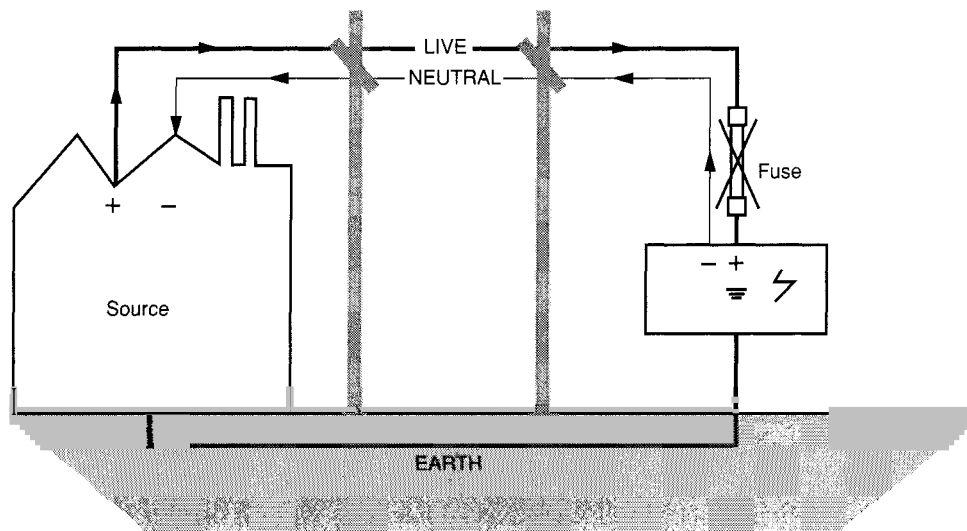 LIVE
NEUTRAL
Fuse
+ −
− +
Source
EARTH